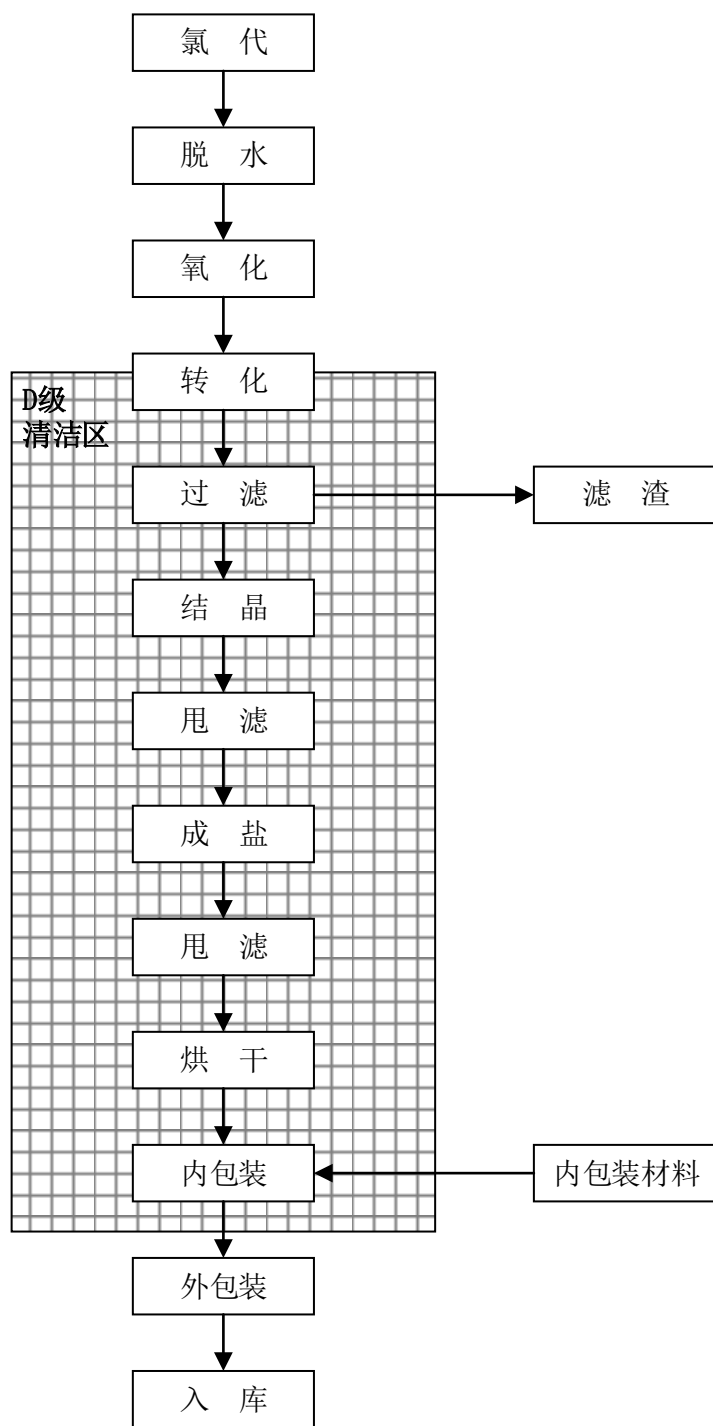 氯 代
脱 水
氧 化
转 化
D级
清洁区
过 滤
滤 渣
结 晶
甩 滤
成 盐
甩 滤
烘 干
内包装
内包装材料
外包装
入 库